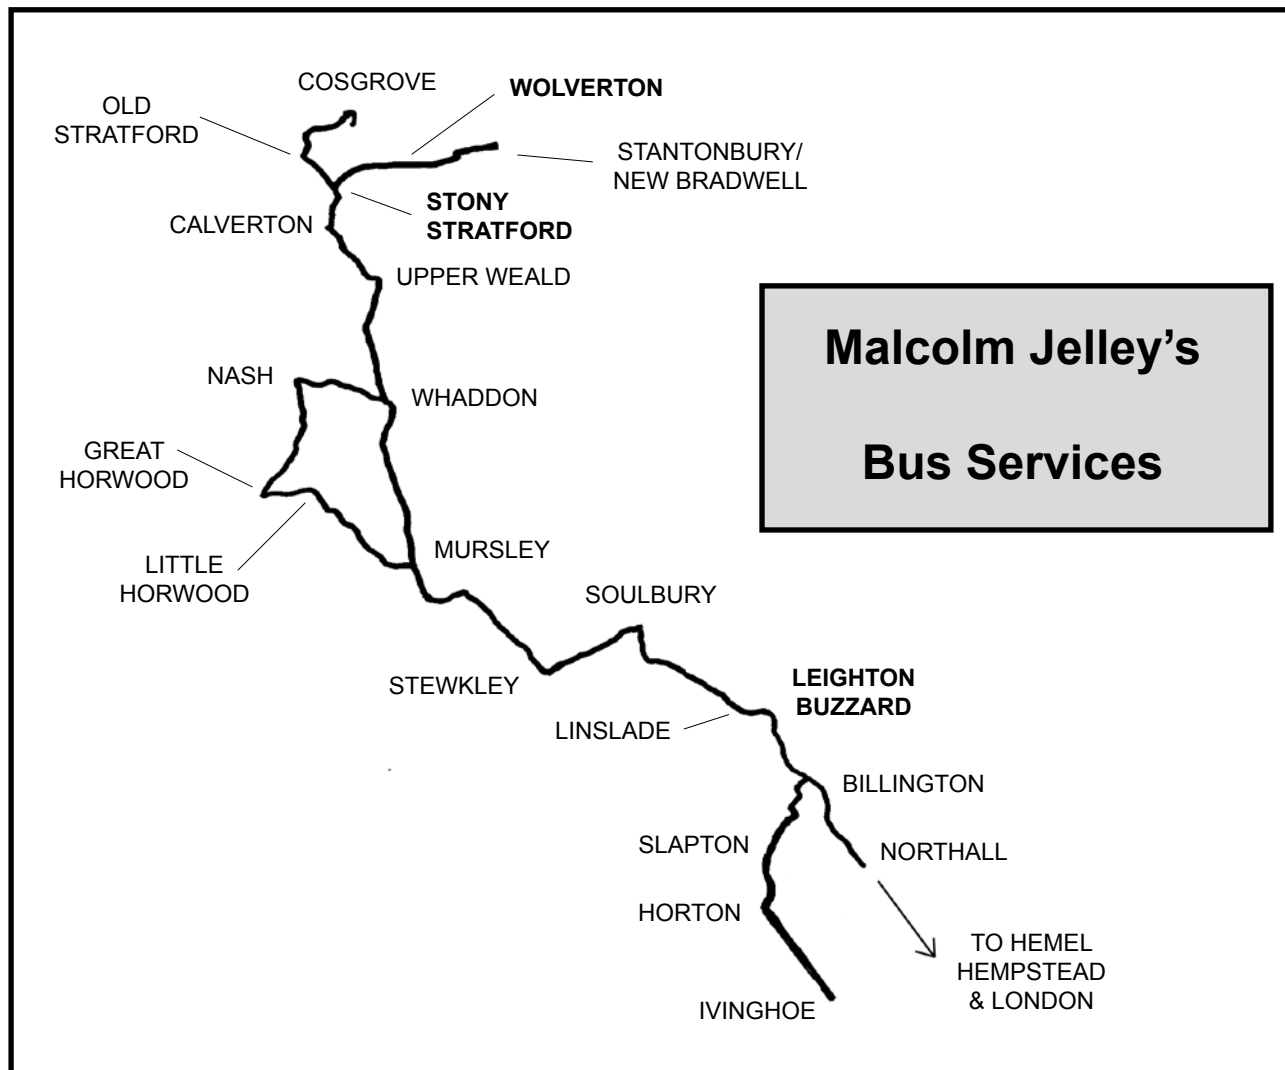 COSGROVE
WOLVERTON
OLD
STRATFORD
STANTONBURY/
NEW BRADWELL
STONY
STRATFORD
CALVERTON
UPPER WEALD
Malcolm Jelley’s
Bus Services
NASH
WHADDON
GREAT
HORWOOD
MURSLEY
LITTLE
HORWOOD
SOULBURY
STEWKLEY
LEIGHTON
BUZZARD
LINSLADE
BILLINGTON
SLAPTON
NORTHALL
HORTON
TO HEMEL
HEMPSTEAD
& LONDON
IVINGHOE